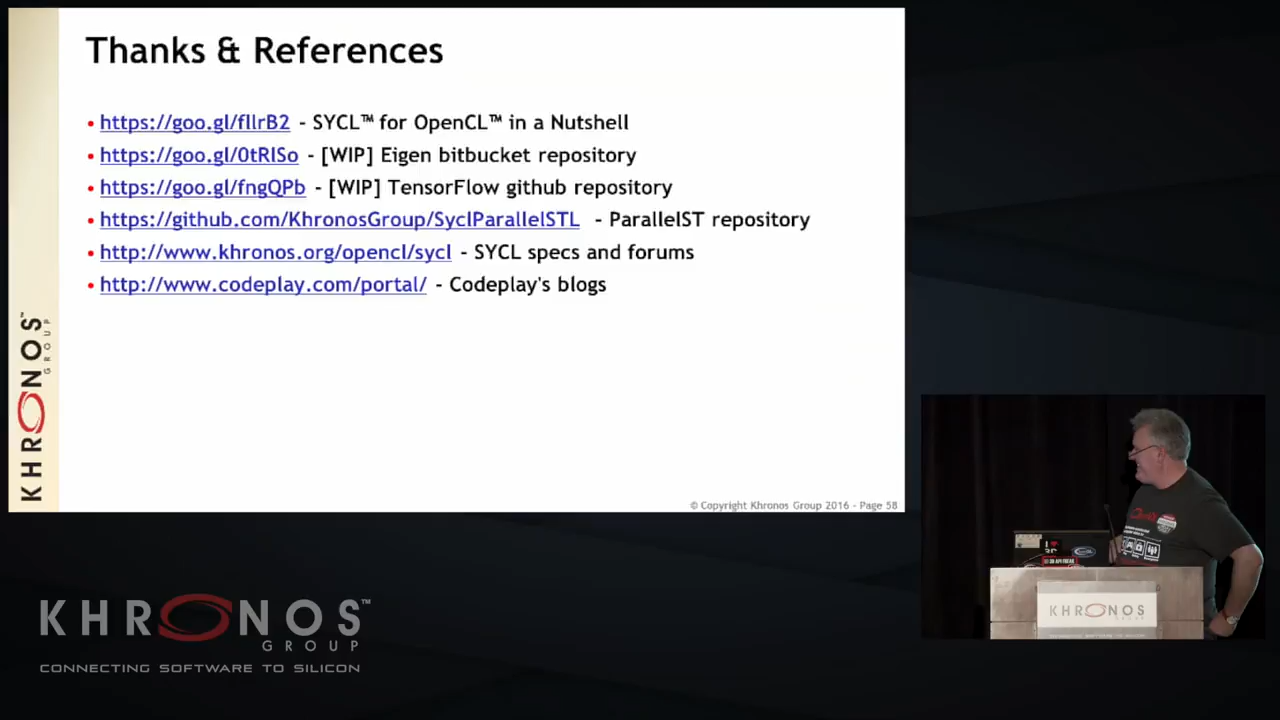 Thanks & References
• https://goo.gl/fllrB2 - SYCL™ for OpenCL™ in a Nutshell
• https://goo.gl/0tRlSo - [WIP] Eigen bitbucket repository
• https://goo.gl/fngQPb - [WIP] TensorFlow github repository
• https://github.com/KhronosGroup/SyclParallelSTL - ParallelST repository
• http://www.khronos.org/opencl/sycl - SYCL specs and forums
• http://www.codeplay.com/portal/ - Codeplay's blogs
KHRONOS™
GROUP
© Copyright Khronos Group 2016 - Page 58
KHRONOS™
GROUP
CONNECTING SOFTWARE TO SILICON
KHRONOS
GROUP